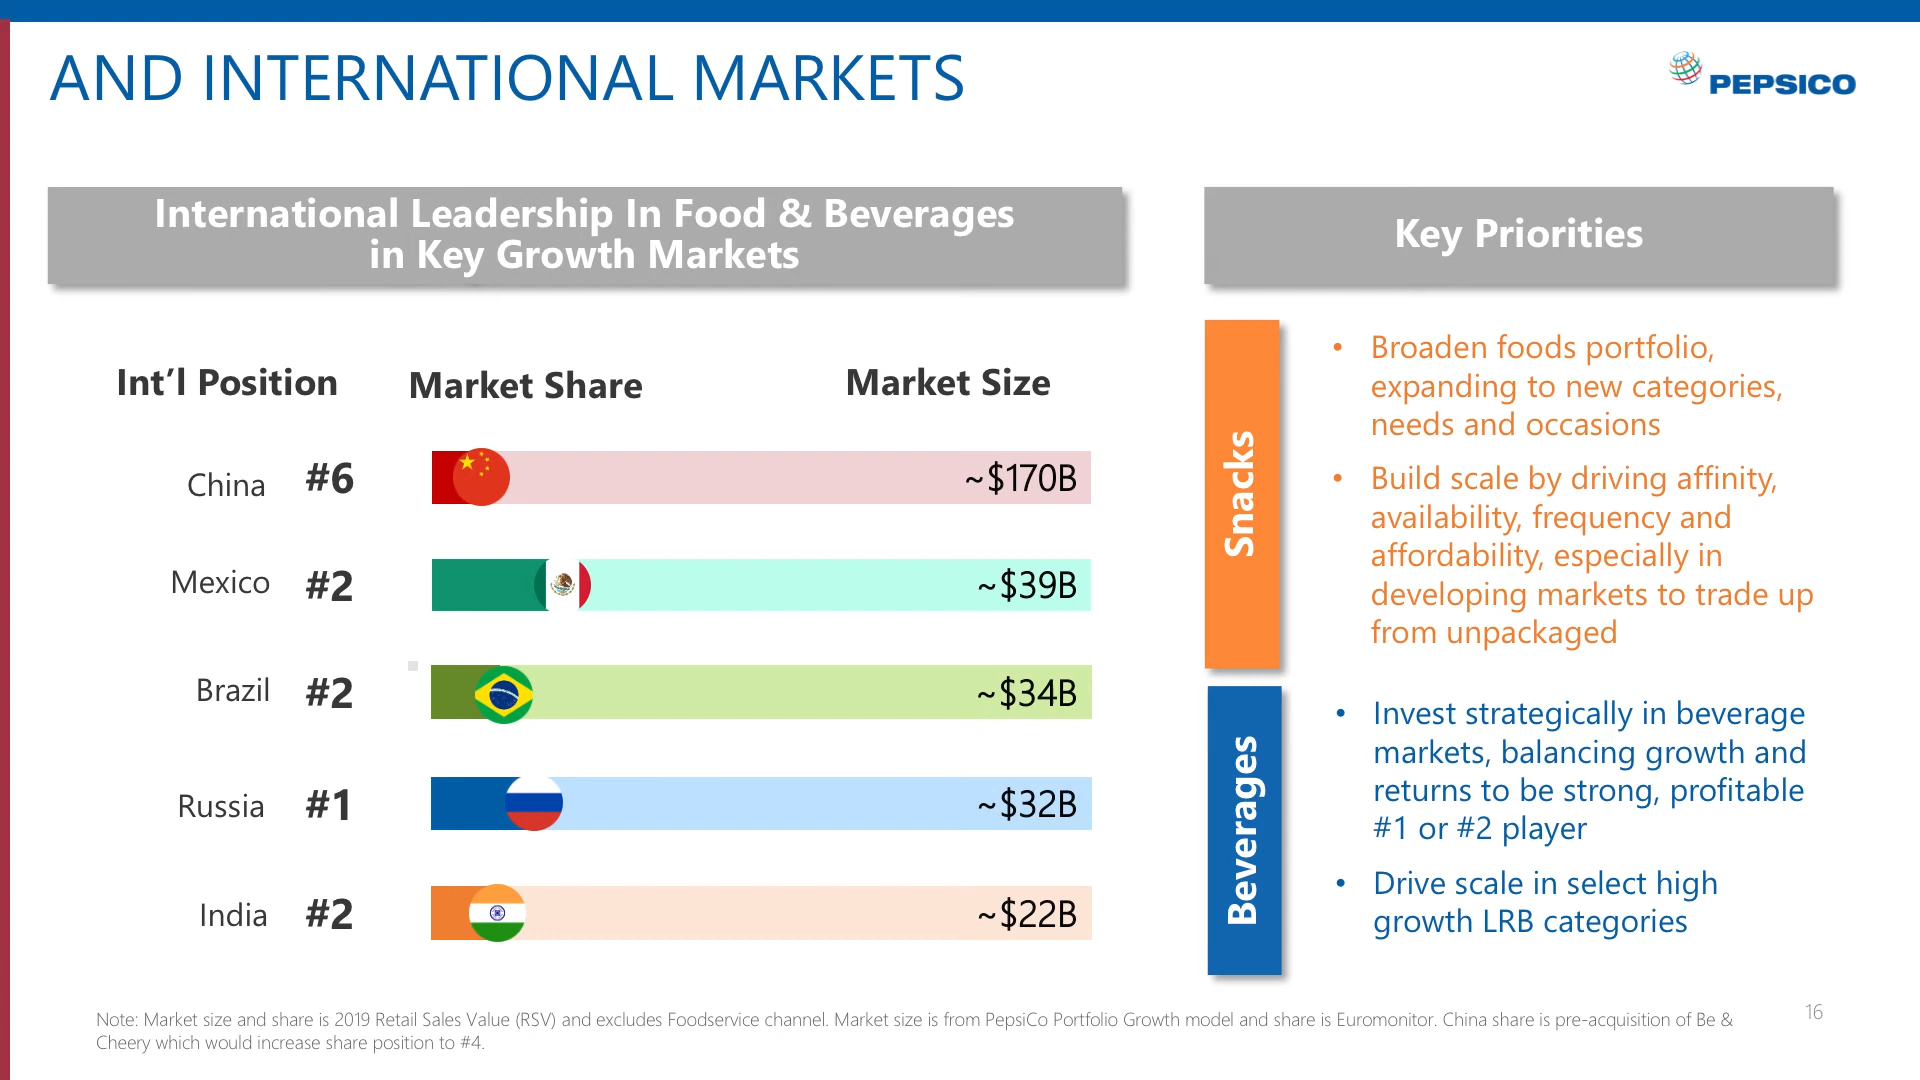 AND INTERNATIONAL MARKETS
PEPSICO
International Leadership In Food & Beverages
in Key Growth Markets
Int’l Position
Market Share
Market Size
China #6 ~$170B
Mexico #2 ~$39B
Brazil #2 ~$34B
Russia #1 ~$32B
India #2 ~$22B
Key Priorities
Snacks
• Broaden foods portfolio,
expanding to new categories,
needs and occasions
• Build scale by driving affinity,
availability, frequency and
affordability, especially in
developing markets to trade up
from unpackaged
Beverages
• Invest strategically in beverage
markets, balancing growth and
returns to be strong, profitable
#1 or #2 player
• Drive scale in select high
growth LRB categories
Note: Market size and share is 2019 Retail Sales Value (RSV) and excludes Foodservice channel. Market size is from PepsiCo Portfolio Growth model and share is Euromonitor. China share is pre-acquisition of Be &
Cheery which would increase share position to #4.
16